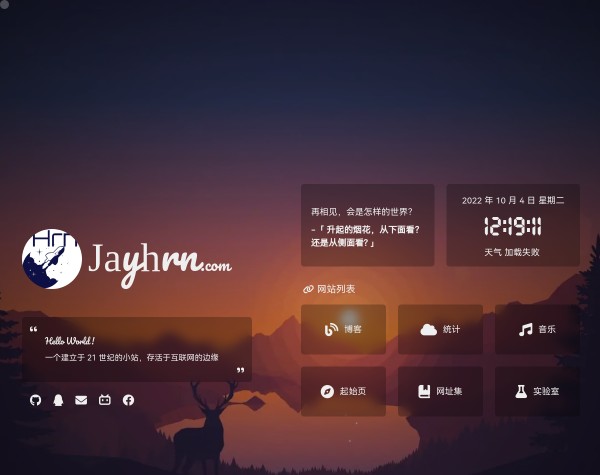 Hrn
Jayhrn.com
Hello World !
一个建立于 21 世纪的小站，存活于互联网的边缘
再相见，会是怎样的世界？
-「 升起的烟花，从下面看？
还是从侧面看？」
2022 年 10 月 4 日 星期二
12:19:11
天气 加载失败
网站列表
博客
统计
音乐
起始页
网址集
实验室